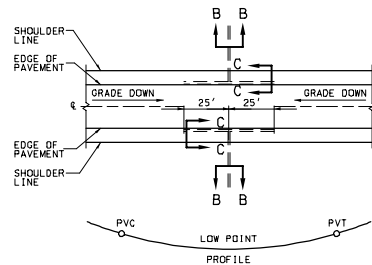 B B
SHOULDER
LINE
C
EDGE OF
PAVEMENT
C
GRADE DOWN
GRADE DOWN
25' 25'
℄
C
EDGE OF
PAVEMENT
C
SHOULDER
LINE
B B
PVC
PVT
LOW POINT
PROFILE